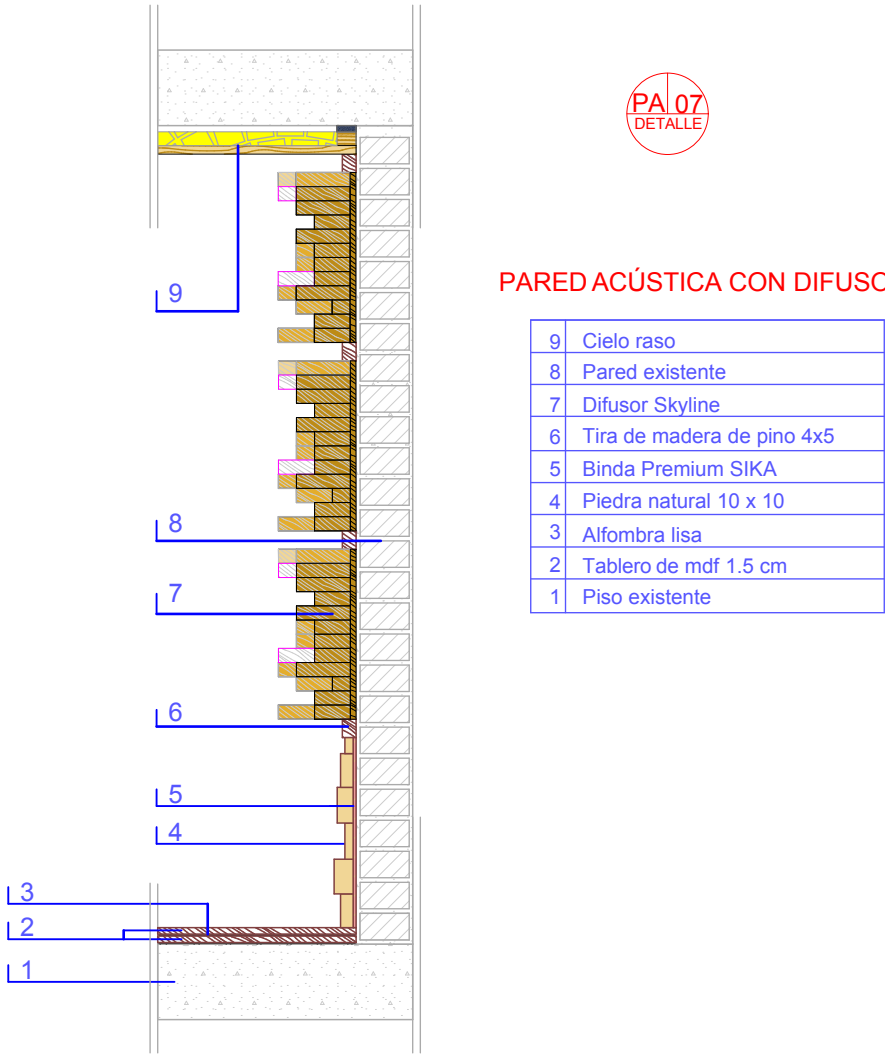 PA 07
DETALLE
PARED ACÚSTICA CON DIFUSO
9 Cielo raso
8 Pared existente
7 Difusor Skyline
6 Tira de madera de pino 4x5
5 Binda Premium SIKA
4 Piedra natural 10 x 10
3 Alfombra lisa
2 Tablero de mdf 1.5 cm
1 Piso existente
9
8
7
6
5
4
3
2
1